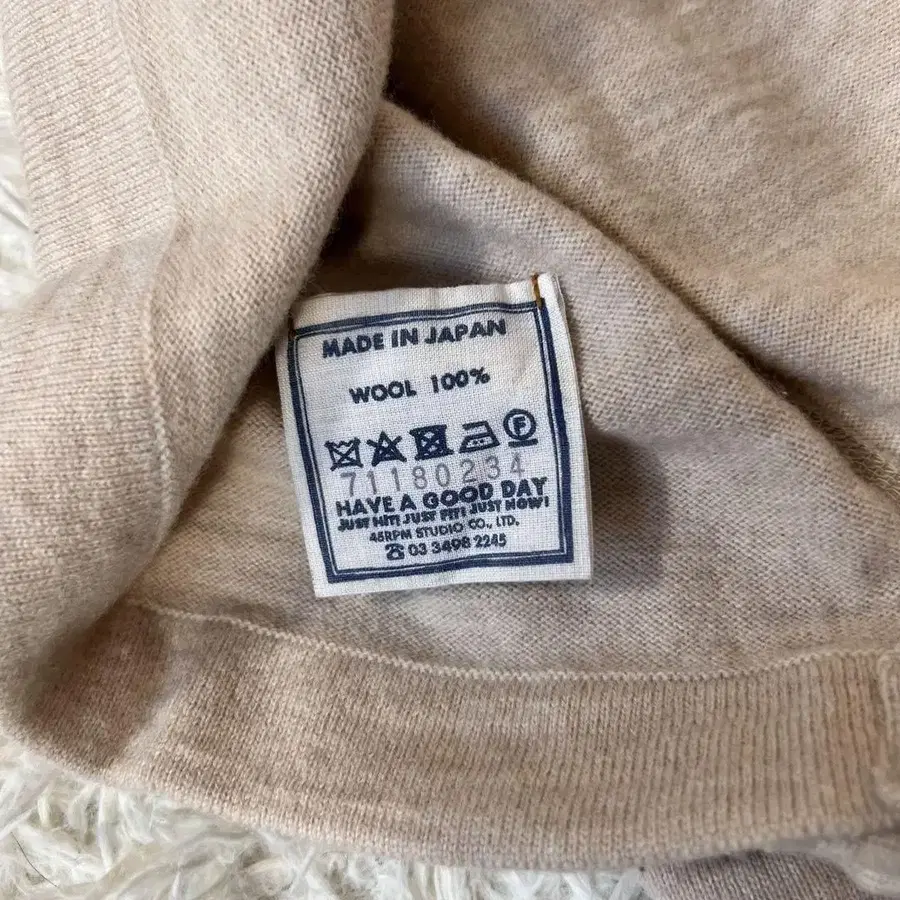 MADE IN JAPAN
WOOL 100%
F
71180234
HAVE A GOOD DAY
JUST HIT! JUST FIT! JUST NOW!
45RPM STUDIO CO., LTD.
☎ 03 3498 2245